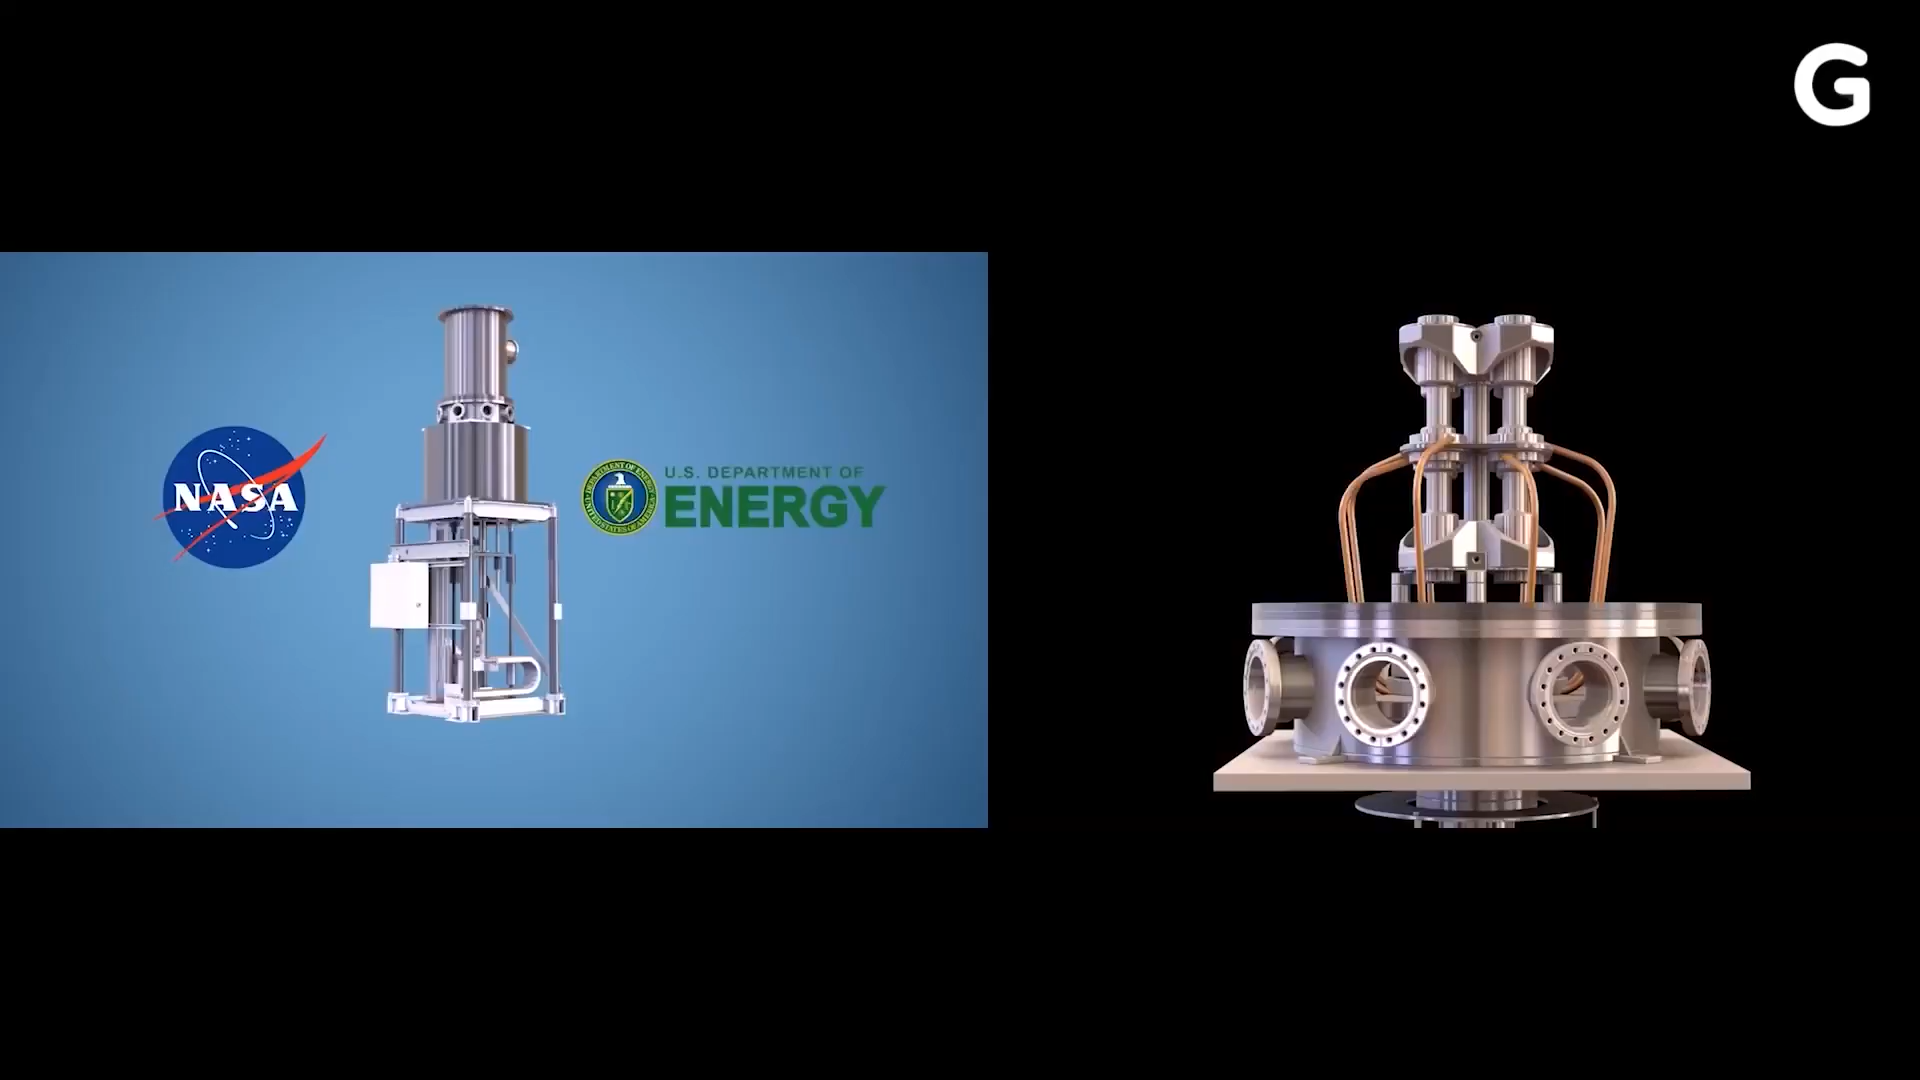 G
NASA
U.S. DEPARTMENT OF
ENERGY